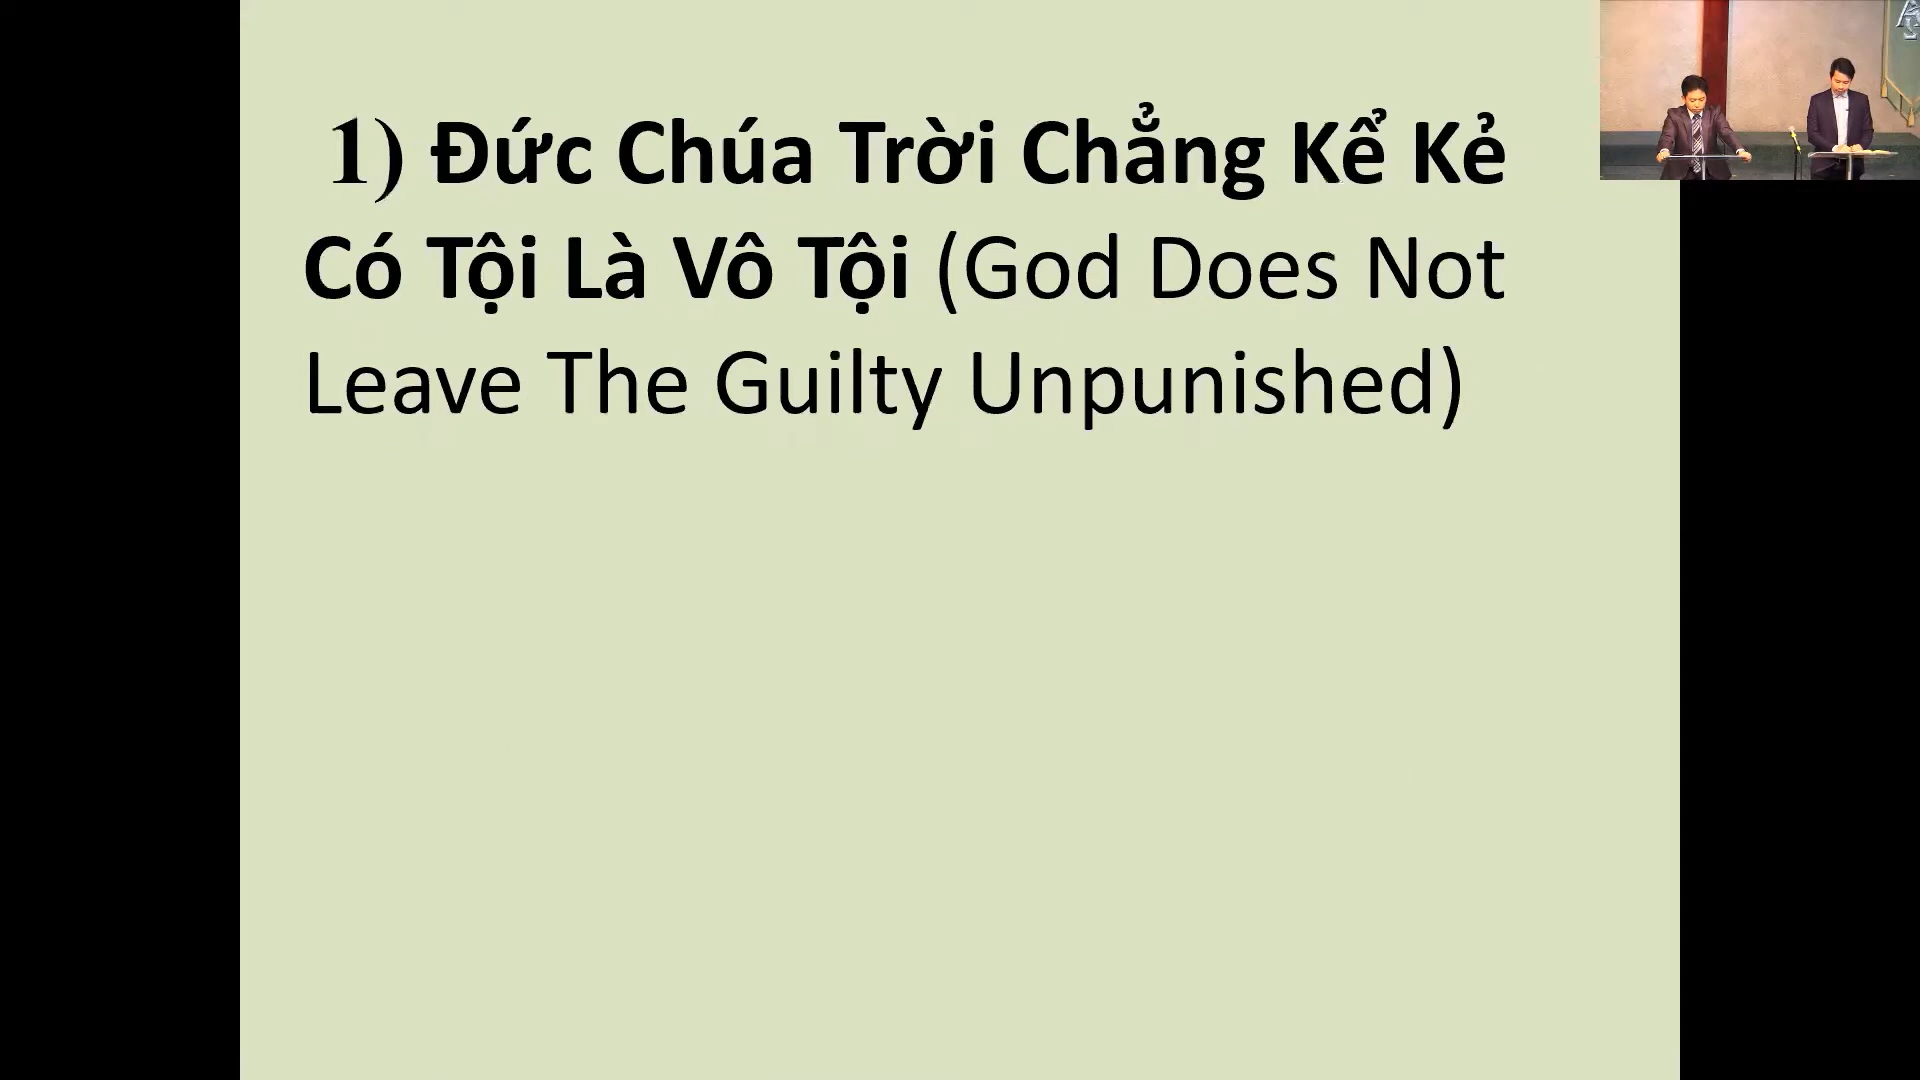 1) Đức Chúa Trời Chẳng Kể Kẻ
Có Tội Là Vô Tội (God Does Not
Leave The Guilty Unpunished)